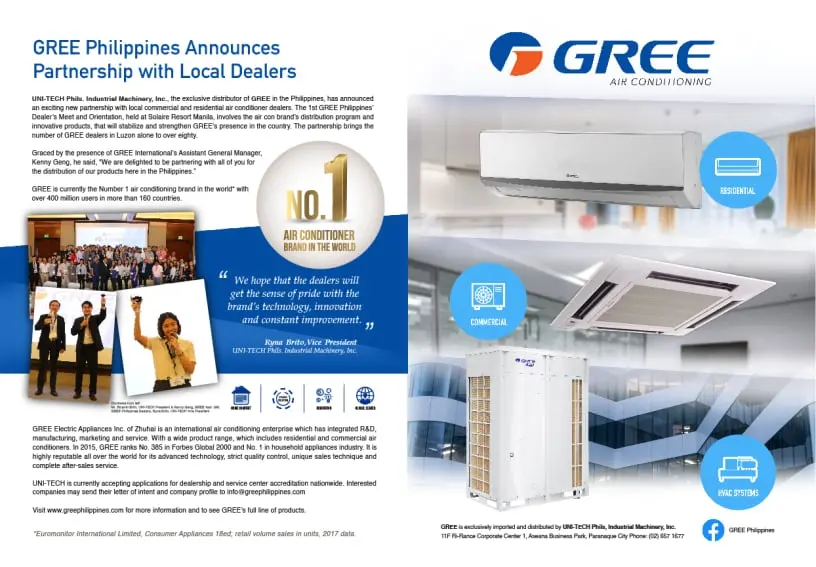 GREE Philippines Announces
Partnership with Local Dealers
UNI-TECH Phils. Industrial Machinery, Inc., the exclusive distributor of GREE in the Philippines, has announced
an exciting new partnership with local commercial and residential air conditioner dealers. The 1st GREE Philippines'
Dealer's Meet and Orientation, held at Solaire Resort Manila, involves the air con brand's distribution program and
innovative products, that will stabilize and strengthen GREE's presence in the country. The partnership brings the
number of GREE dealers in Luzon alone to over eighty.
Graced by the presence of GREE International's Assistant General Manager,
Kenny Geng, he said, "We are delighted to be partnering with all of you for
the distribution of our products here in the Philippines."
GREE is currently the Number 1 air conditioning brand in the world* with
over 400 million users in more than 160 countries.
NO.1
AIR CONDITIONER
BRAND IN THE WORLD
“ We hope that the dealers will
get the sense of pride with the
brand's technology, innovation
and constant improvement. ”
Ryna Brito, Vice President
UNI-TECH Phils. Industrial Machinery, Inc.
INNOVATION
GLOBAL LEADER
GREE Electric Appliances Inc. of Zhuhai is an international air conditioning enterprise which has integrated R&D,
manufacturing, marketing and service. With a wide product range, which includes residential and commercial air
conditioners. In 2015, GREE ranks No. 385 in Forbes Global 2000 and No. 1 in household appliances industry. It is
highly reputable all over the world for its advanced technology, strict quality control, unique sales technique and
complete after-sales service.
UNI-TECH is currently accepting applications for dealership and service center accreditation nationwide. Interested
companies may send their letter of intent and company profile to info@greephilippines.com
Visit www.greephilippines.com for more information and to see GREE's full line of products.
*Euromonitor International Limited, Consumer Appliances 18ed; retail volume sales in units, 2017 data.
GREE
AIR CONDITIONING
GREE
RESIDENTIAL
COMMERCIAL
GREE
HVAC SYSTEMS
GREE is exclusively imported and distributed by UNI-TECH Phils, Industrial Machinery, Inc.
11F Ri-Rance Corporate Center 1, Aseana Business Park, Paranaque City Phone: (02) 657 1677
GREE Philippines